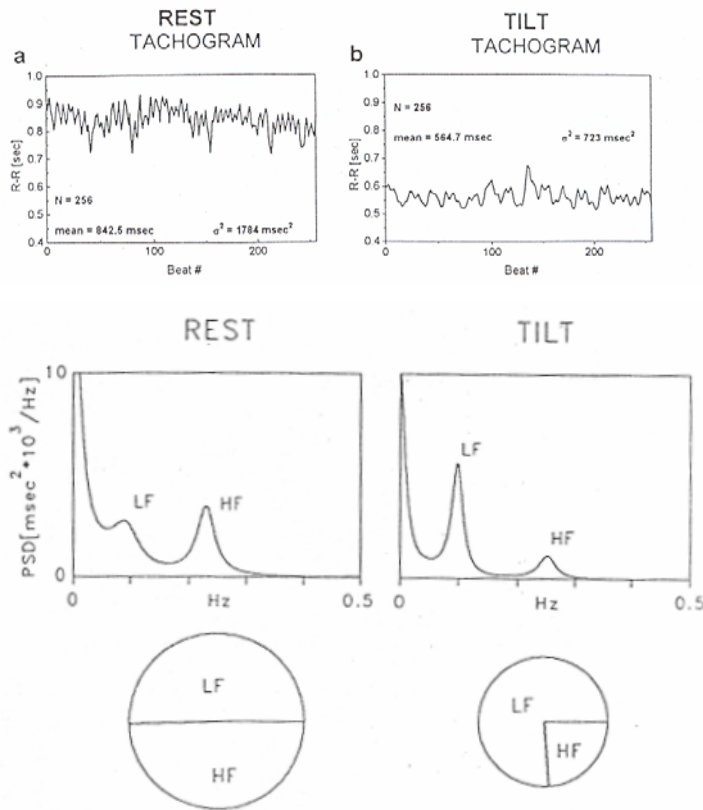 REST
TACHOGRAM
a
1.0
0.9
0.8
0.7
0.6
0.5
0.4
R-R [sec]
N = 256
mean = 842.5 msec
σ² = 1784 msec²
0
100
200
Beat #
TILT
TACHOGRAM
b
1.0
0.9
0.8
0.7
0.6
0.5
0.4
R-R [sec]
N = 256
mean = 564.7 msec
σ² = 723 msec²
0
100
200
Beat #
REST
10
0
PSD[msec²*10³/Hz]
LF
HF
0
Hz
0.5
TILT
LF
HF
0
Hz
0.5
LF
HF
LF
HF